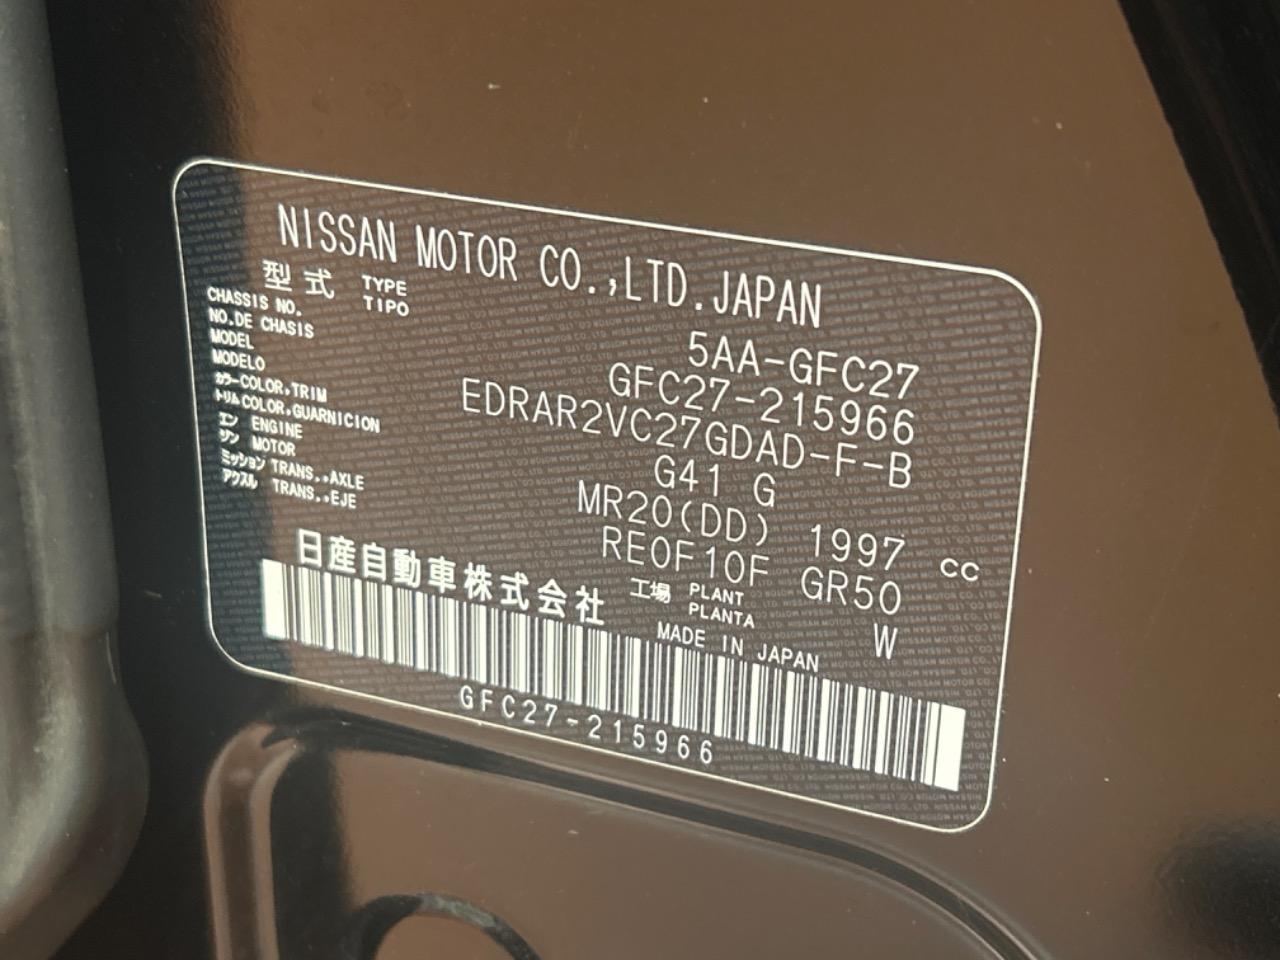 NISSAN MOTOR CO.,LTD.JAPAN
型式 TYPE TIPO 5AA-GFC27
CHASSIS NO.
NO.DE CHASIS GFC27-215966
MODEL
MODELO EDRAR2VC27GDAD-F-B
カラー COLOR,TRIM
トリム COLOR,GUARNICION G41 G
エン ENGINE
ジン MOTOR MR20(DD) 1997 cc
ミッション TRANS.,AXLE
アクスル TRANS.,EJE RE0F10F GR50
日産自動車株式会社 工場 PLANT PLANTA W
MADE IN JAPAN
GFC27-215966